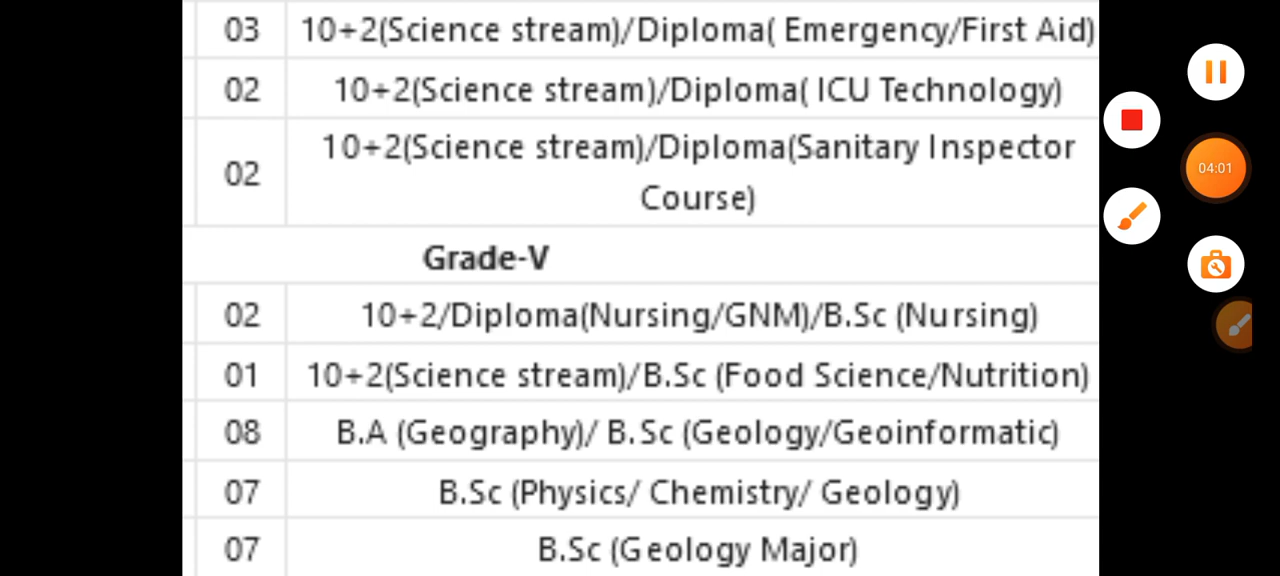 03 10+2(Science stream)/Diploma( Emergency/First Aid)
02 10+2(Science stream)/Diploma( ICU Technology)
02 10+2(Science stream)/Diploma(Sanitary Inspector
Course)
Grade-V
02 10+2/Diploma(Nursing/GNM)/B.Sc (Nursing)
01 10+2(Science stream)/B.Sc (Food Science/Nutrition)
08 B.A (Geography)/ B.Sc (Geology/Geoinformatic)
07 B.Sc (Physics/ Chemistry/ Geology)
07 B.Sc (Geology Major)
04:01